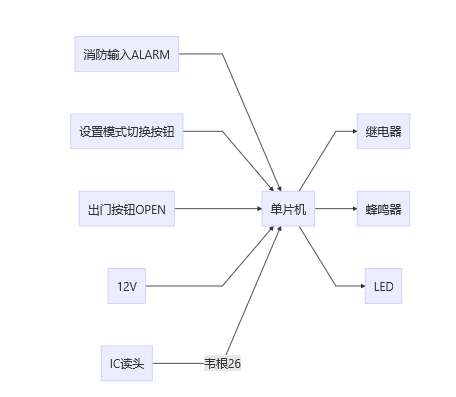 消防输入ALARM
设置模式切换按钮
继电器
出门按钮OPEN
单片机
蜂鸣器
12V
LED
IC读头
韦根26